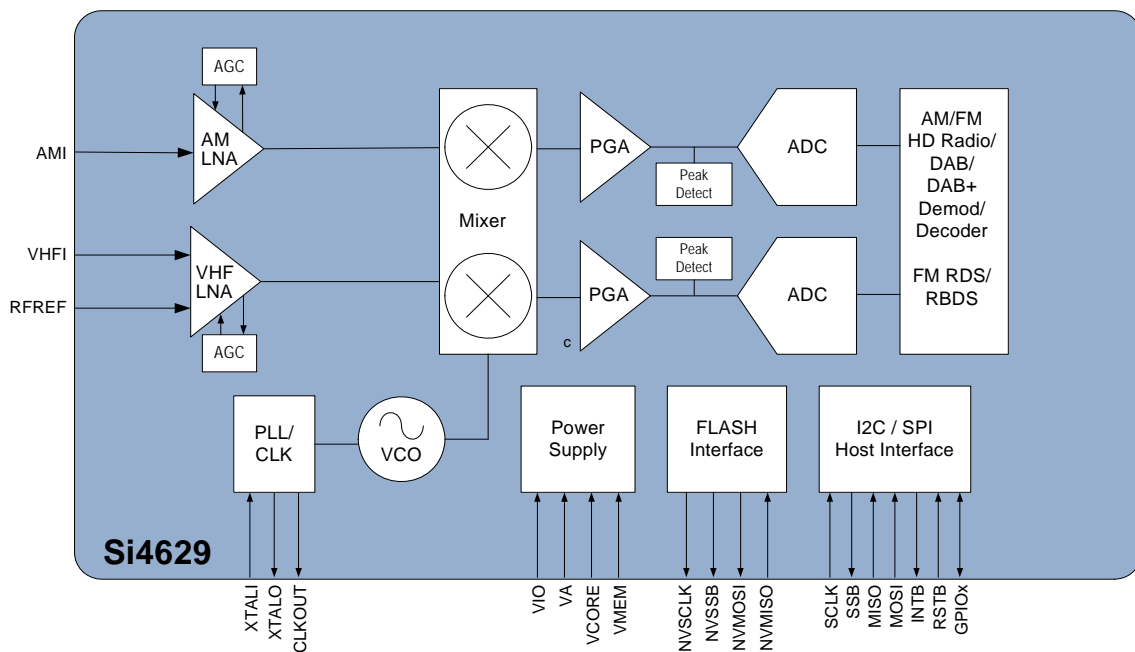 AGC
AM
LNA
AMI
VHFI
RFREF
VHF
LNA
AGC
Mixer
PGA
Peak
Detect
ADC
Peak
Detect
PGA
c
ADC
AM/FM
HD Radio/
DAB/
DAB+
Demod/
Decoder
FM RDS/
RBDS
PLL/
CLK
VCO
Power
Supply
FLASH
Interface
I2C / SPI
Host Interface
Si4629
XTALI
XTALO
CLKOUT
VIO
VA
VCORE
VMEM
NVSCLK
NVSSB
NVMOSI
NVMISO
SCLK
SSB
MISO
MOSI
INTB
RSTB
GPIOx